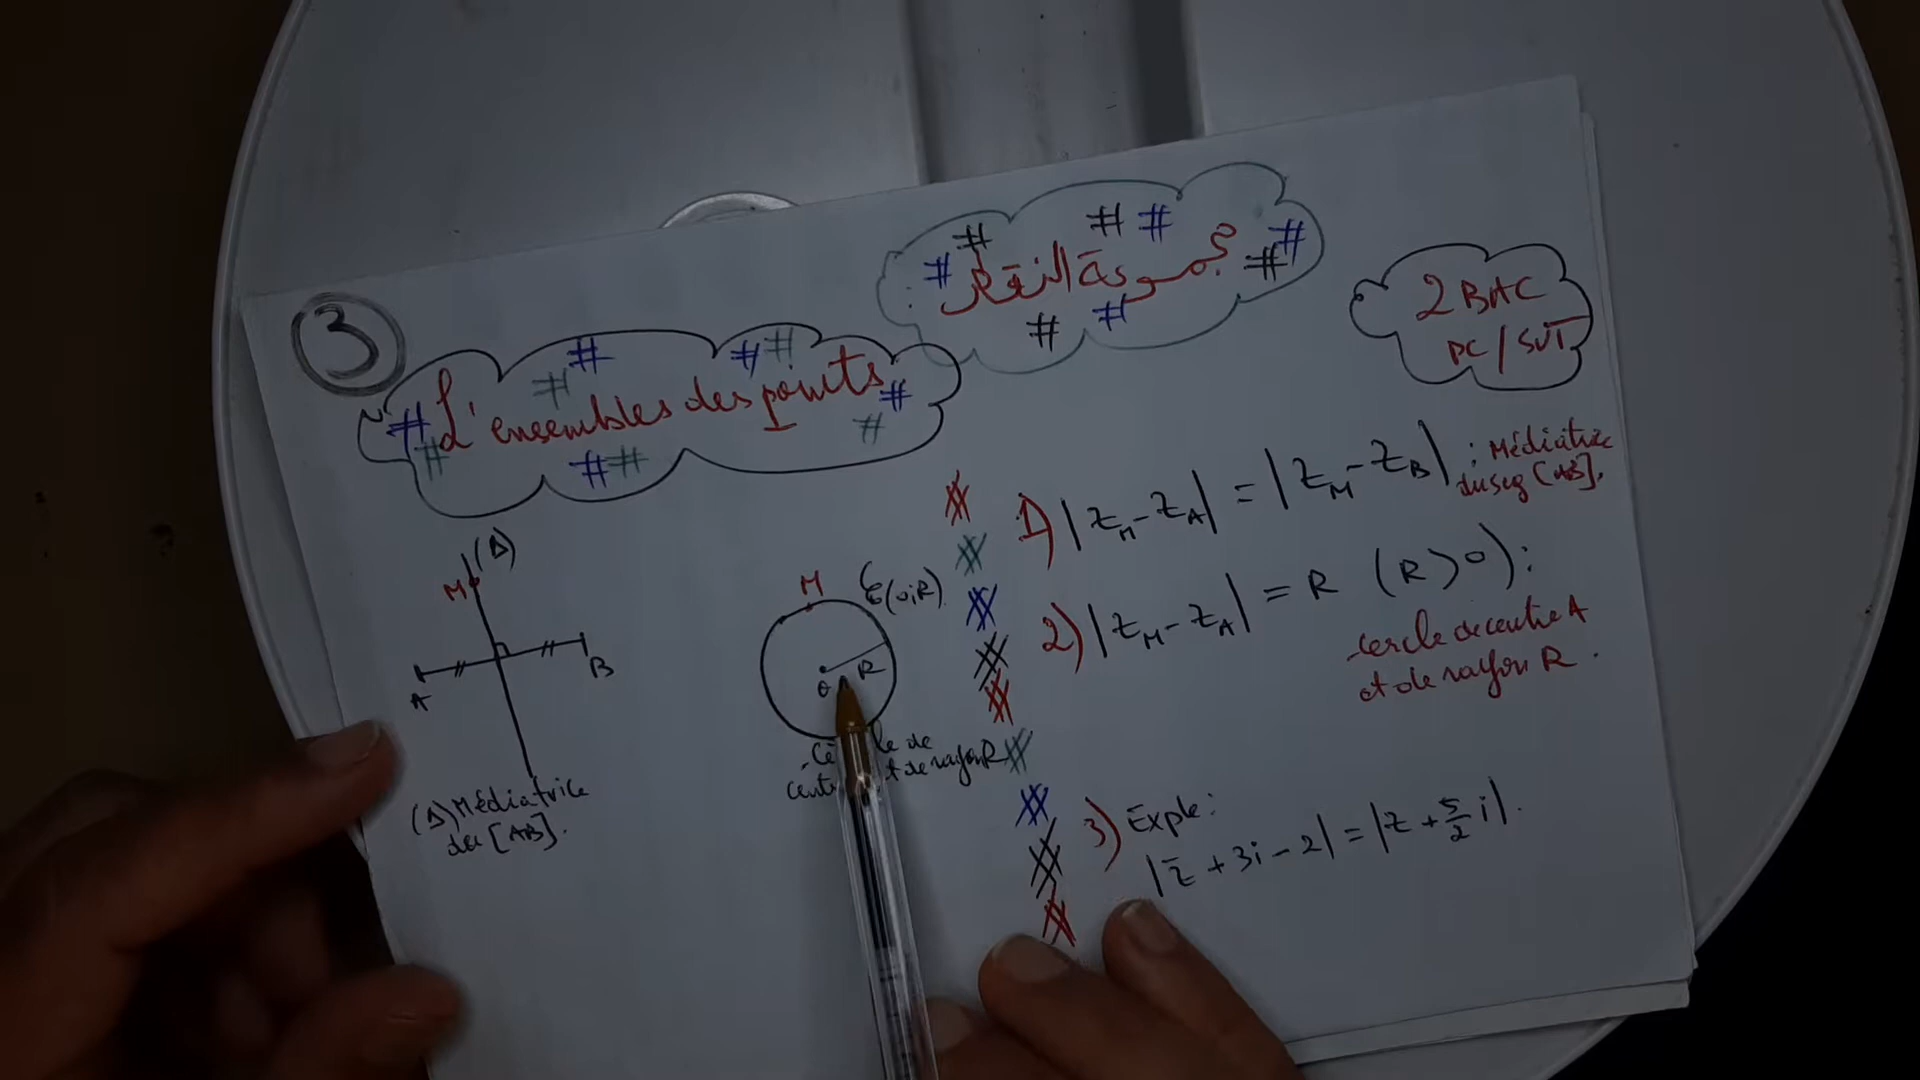 3
L'ensembles des points
مجموعة النقط
2 BAC
PC / SVT
(Δ)
M
A
B
(Δ) Médiatrice
du [AB].
M
C(o;R)
R
o
de
et de rayon R
1) |z_M - z_A| = |z_M - z_B| ; Médiatrice
du seg [AB].
2) |z_M - z_A| = R (R>0) :
cercle de centre A
et de rayon R.
3) Exple :
|z̄ + 3i - 2| = |z + 5/2 i|.